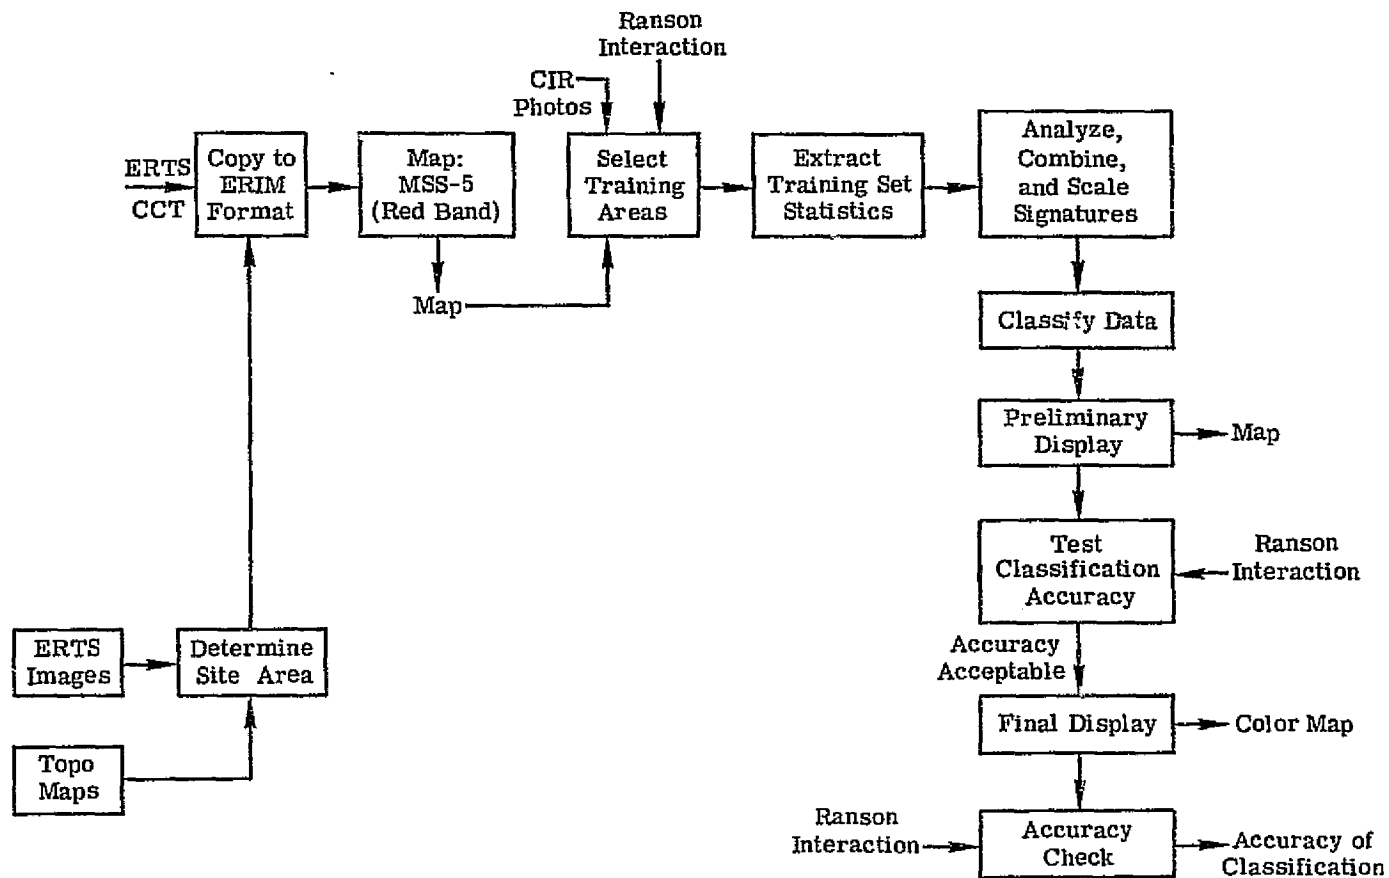 Ranson
Interaction
CIR
Photos
ERTS
CCT
Copy to
ERIM
Format
Map:
MSS-5
(Red Band)
Select
Training
Areas
Extract
Training Set
Statistics
Analyze,
Combine,
and Scale
Signatures
Map
Classify Data
Preliminary
Display
Map
Test
Classification
Accuracy
Ranson
Interaction
ERTS
Images
Determine
Site Area
Accuracy
Acceptable
Final Display
Color Map
Topo
Maps
Ranson
Interaction
Accuracy
Check
Accuracy of
Classification